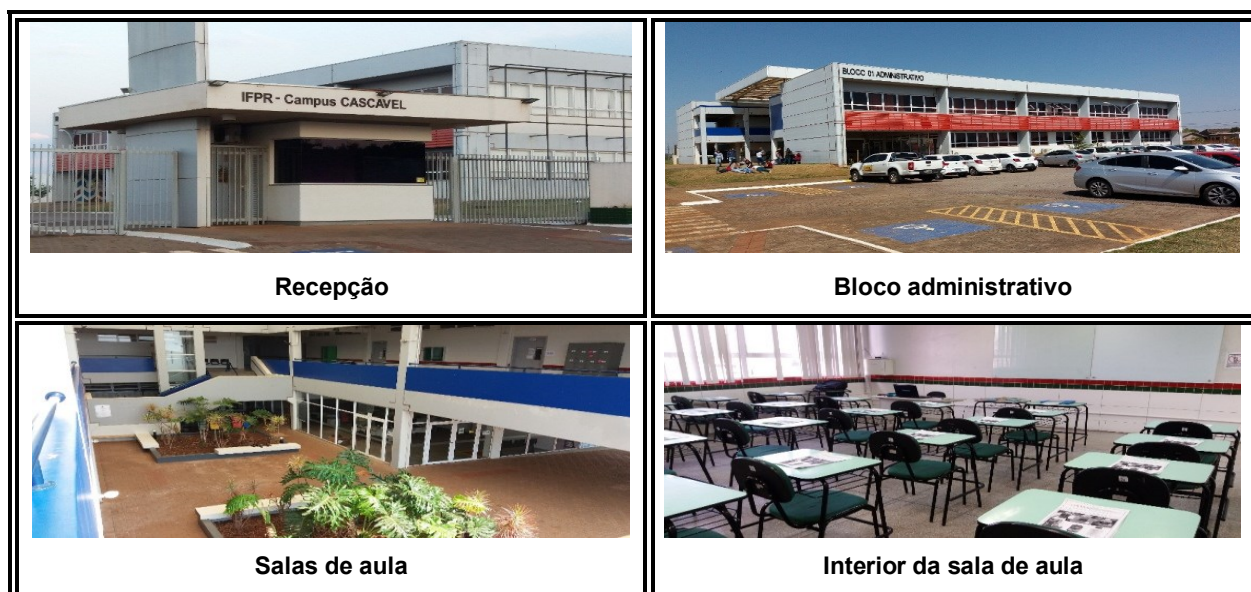 IFPR - Campus CASCAVEL
BLOCO 01 ADMINISTRATIVO
Recepção
Bloco administrativo
Salas de aula
Interior da sala de aula